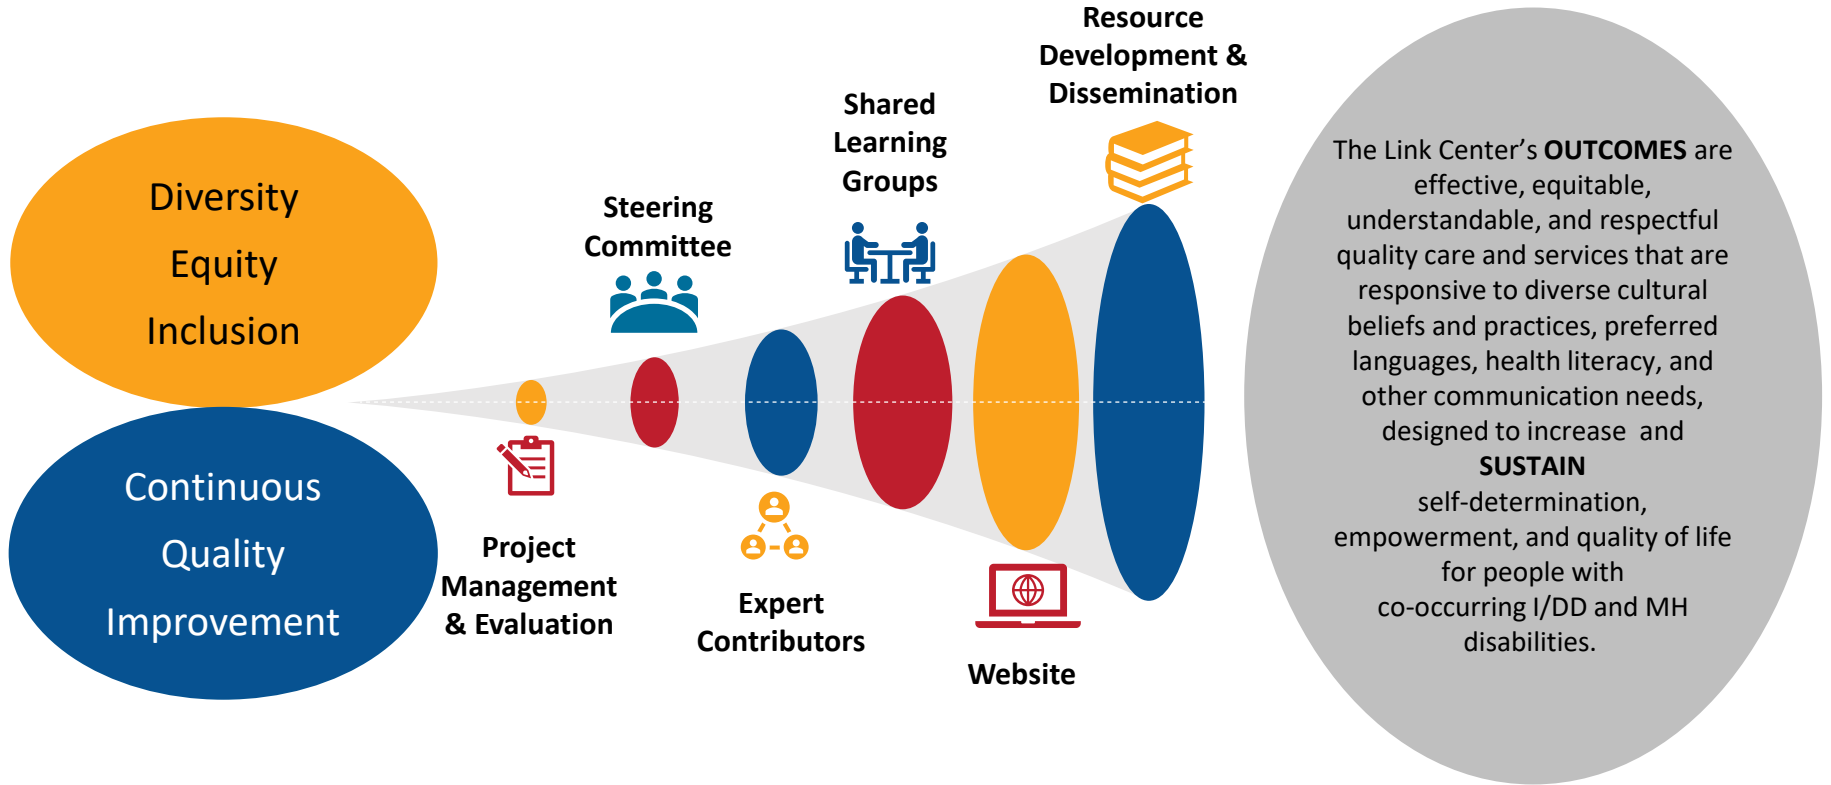 Diversity
Equity
Inclusion
Continuous
Quality
Improvement
Project
Management
& Evaluation
Steering
Committee
Expert
Contributors
Shared
Learning
Groups
Website
Resource
Development &
Dissemination
The Link Center’s OUTCOMES are
effective, equitable,
understandable, and respectful
quality care and services that are
responsive to diverse cultural
beliefs and practices, preferred
languages, health literacy, and
other communication needs,
designed to increase and
SUSTAIN
self-determination,
empowerment, and quality of life
for people with
co-occurring I/DD and MH
disabilities.